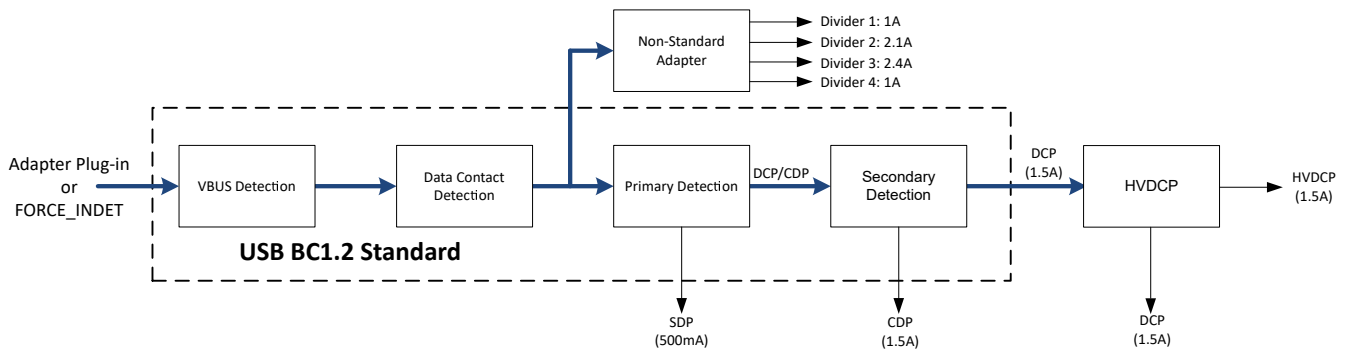 Non-Standard
Adapter
Divider 1: 1A
Divider 2: 2.1A
Divider 3: 2.4A
Divider 4: 1A
Adapter Plug-in
or
FORCE_INDET
VBUS Detection
Data Contact
Detection
Primary Detection
DCP/CDP
Secondary
Detection
DCP
(1.5A)
HVDCP
HVDCP
(1.5A)
USB BC1.2 Standard
SDP
(500mA)
CDP
(1.5A)
DCP
(1.5A)